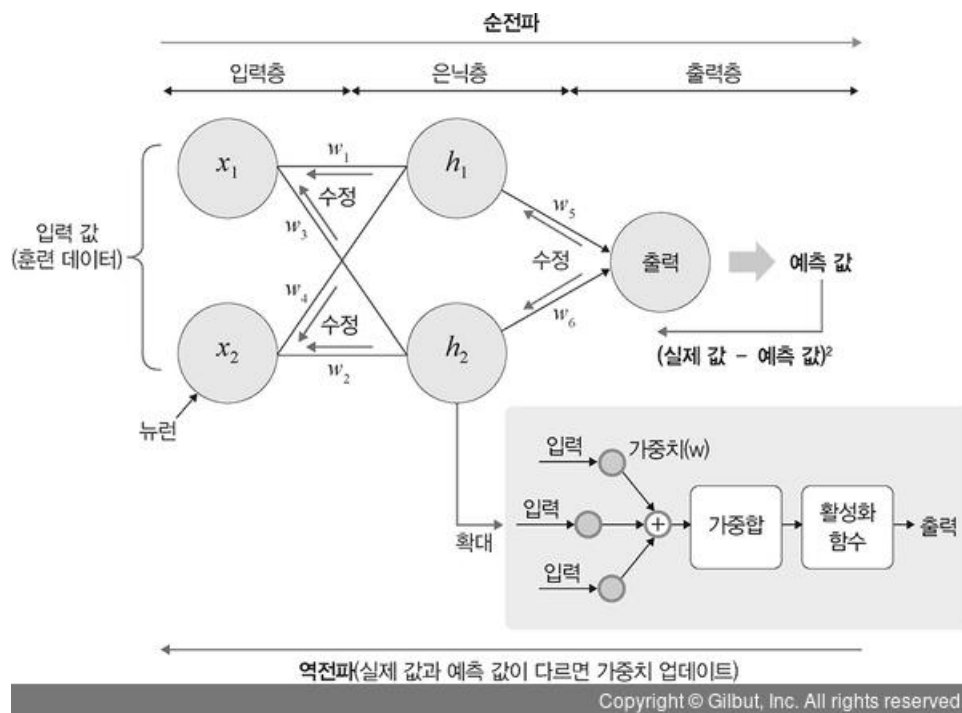 순전파
입력층 은닉층 출력층
x₁ w₁ h₁
수정
w₃ w₅
입력 값
(훈련 데이터)
수정 출력 예측 값
w₄ w₆
수정
x₂ h₂
w₂
(실제 값 - 예측 값)²
뉴런
입력 가중치(w)
입력
+ 가중합 활성화 함수 출력
확대
입력
역전파(실제 값과 예측 값이 다르면 가중치 업데이트)
Copyright © Gilbut, Inc. All rights reserved